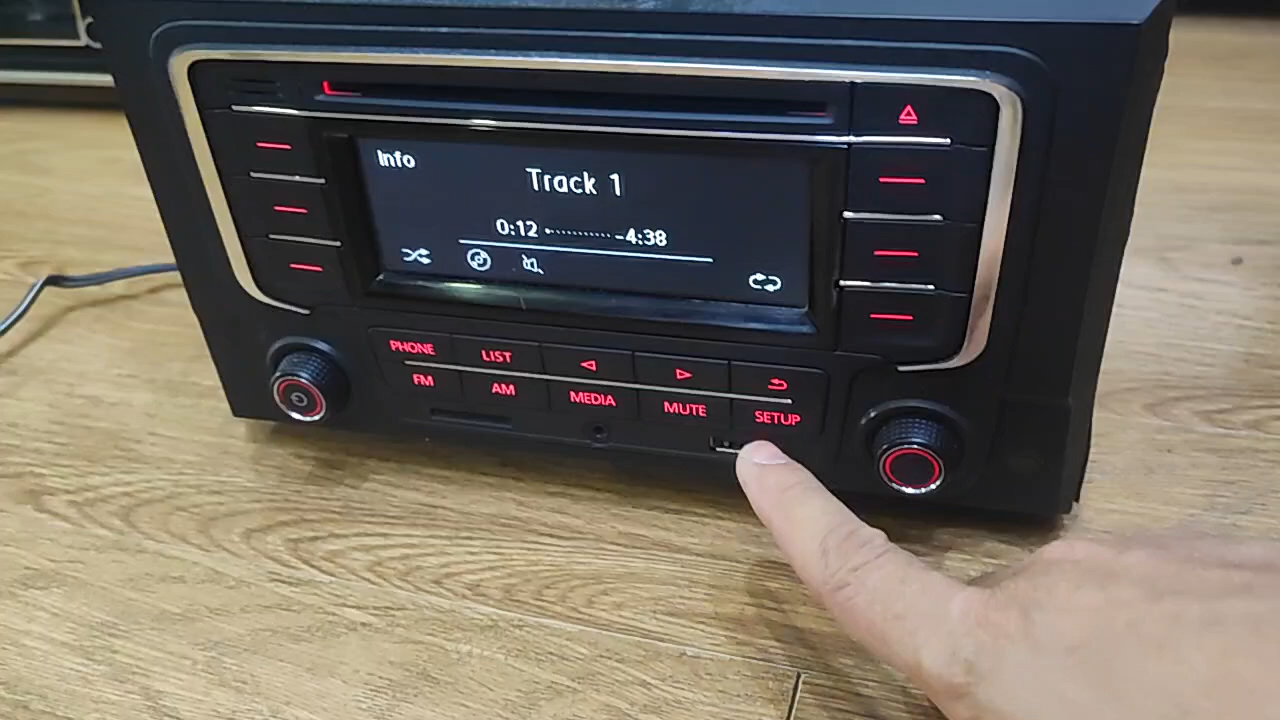 Info
Track 1
0:12
-4:38
PHONE
LIST
FM
AM
MEDIA
MUTE
SETUP